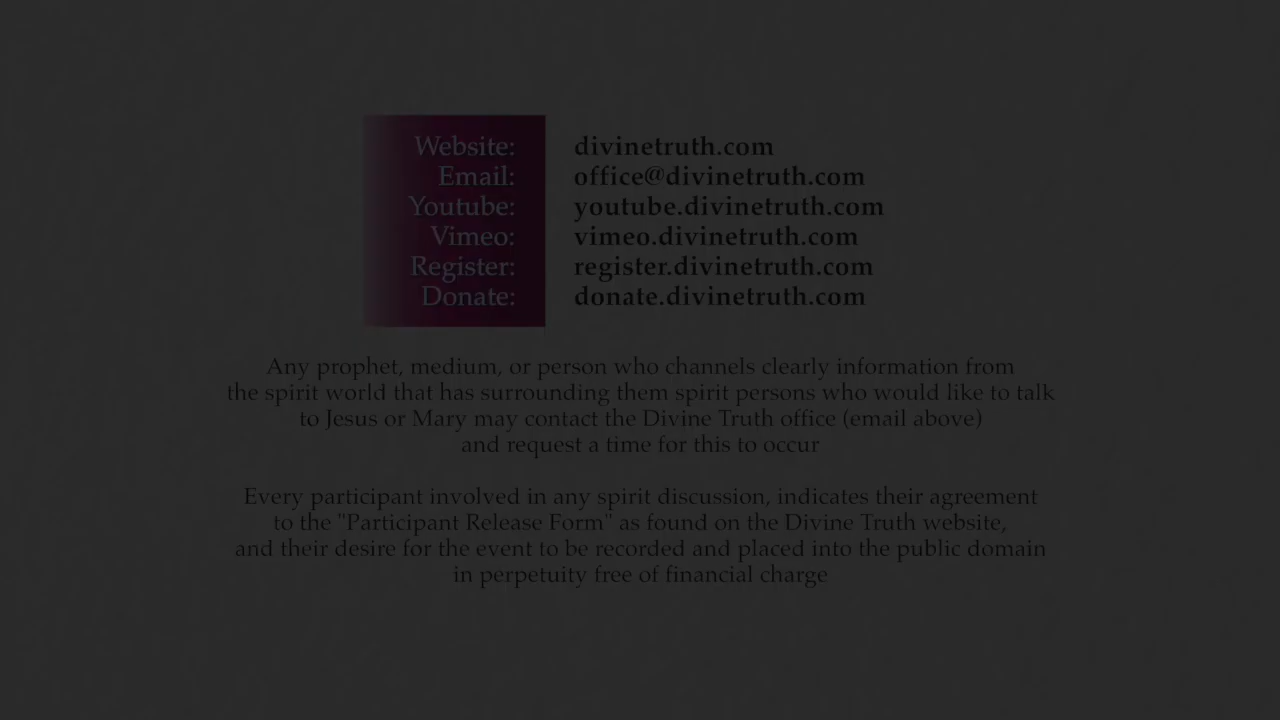 Website: divinetruth.com
Email: office@divinetruth.com
Youtube: youtube.divinetruth.com
Vimeo: vimeo.divinetruth.com
Register: register.divinetruth.com
Donate: donate.divinetruth.com
Any prophet, medium, or person who channels clearly information from
the spirit world that has surrounding them spirit persons who would like to talk
to Jesus or Mary may contact the Divine Truth office (email above)
and request a time for this to occur
Every participant involved in any spirit discussion, indicates their agreement
to the "Participant Release Form" as found on the Divine Truth website,
and their desire for the event to be recorded and placed into the public domain
in perpetuity free of financial charge